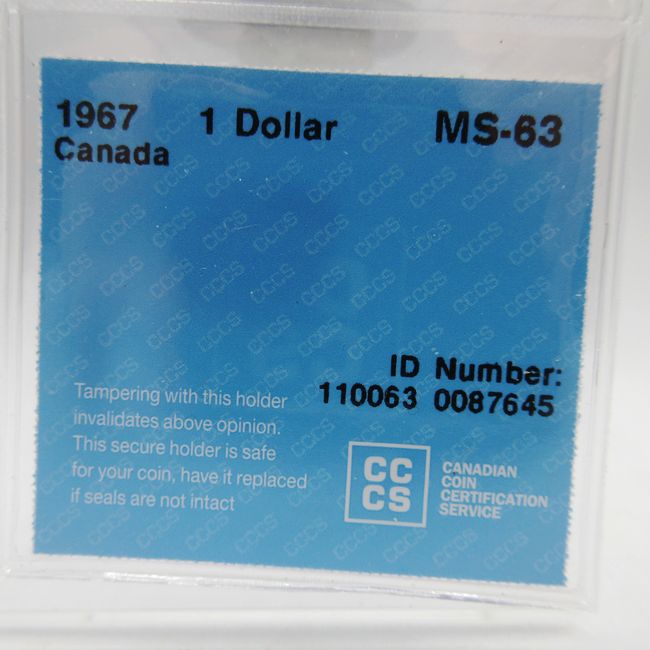 1967 1 Dollar MS-63
Canada
ID Number:
110063 0087645
Tampering with this holder
invalidates above opinion.
This secure holder is safe
for your coin, have it replaced
if seals are not intact
CC
CS
CANADIAN
COIN
CERTIFICATION
SERVICE